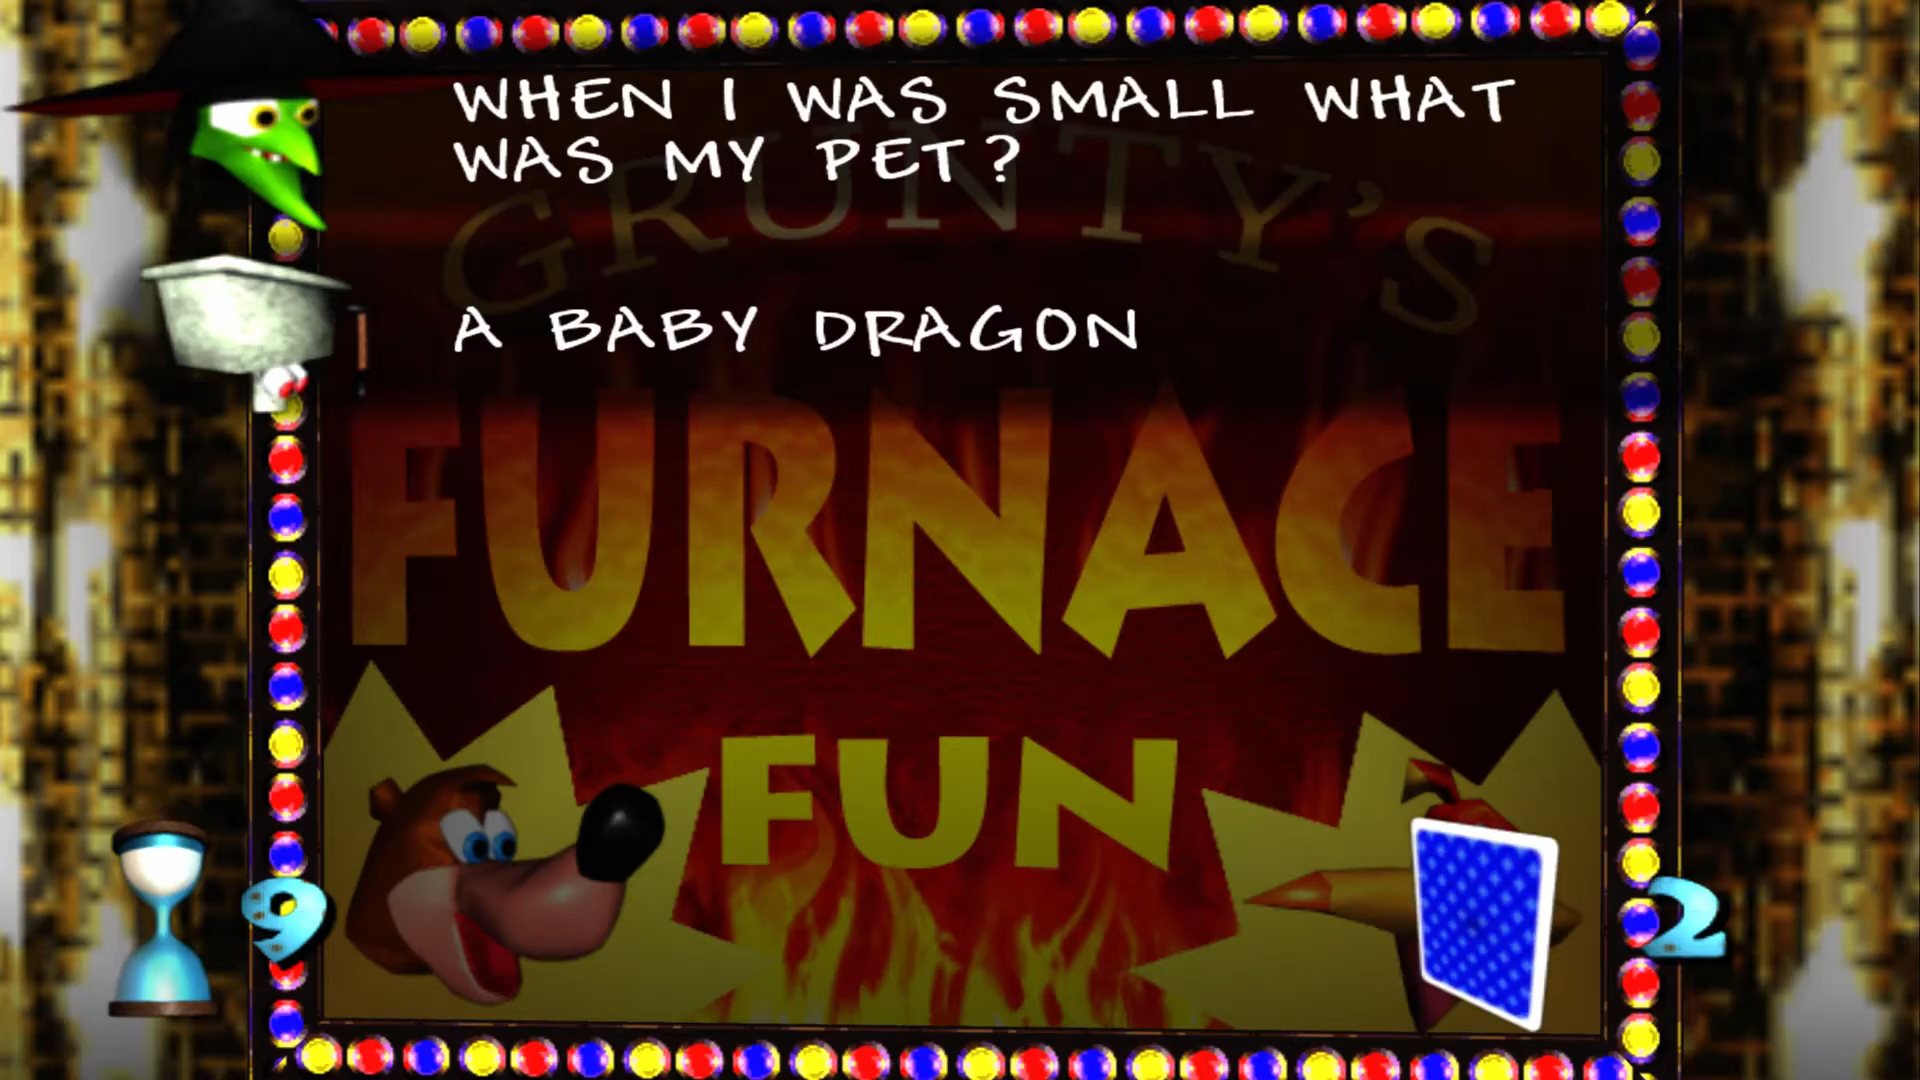 WHEN I WAS SMALL WHAT
WAS MY PET?
GRUNTY'S
A BABY DRAGON
FURNACE
FUN
9
2